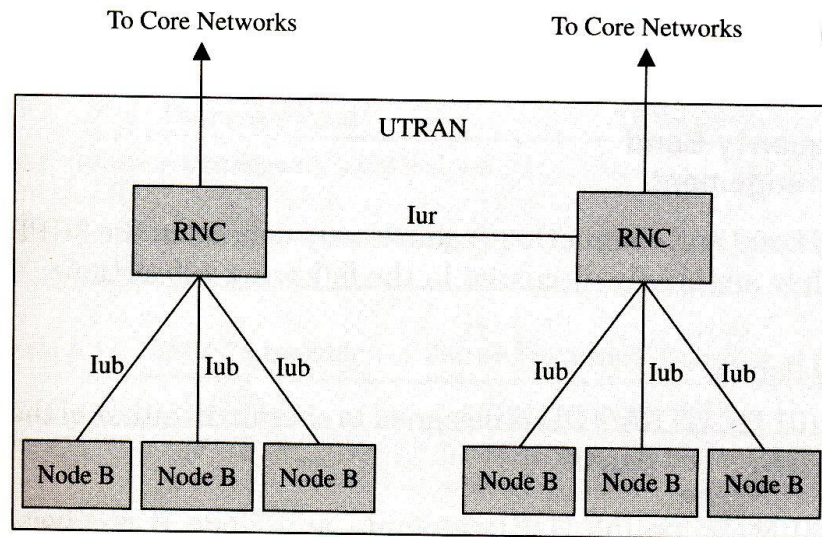 To Core Networks
To Core Networks
UTRAN
RNC
Iur
RNC
Iub
Iub
Iub
Iub
Iub
Iub
Node B
Node B
Node B
Node B
Node B
Node B